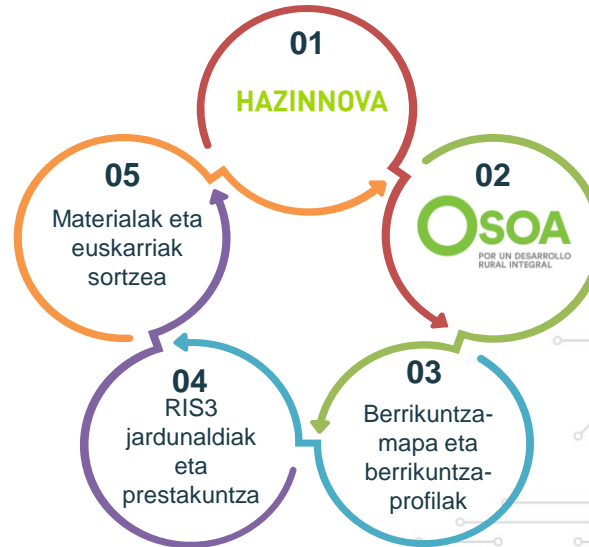 01
HAZINNOVA
02
OSOA
POR UN DESARROLLO
RURAL INTEGRAL
03
Berrikuntza-
mapa eta
berrikuntza-
profilak
04
RIS3
jardunaldiak
eta
prestakuntza
05
Materialak eta
euskarriak
sortzea